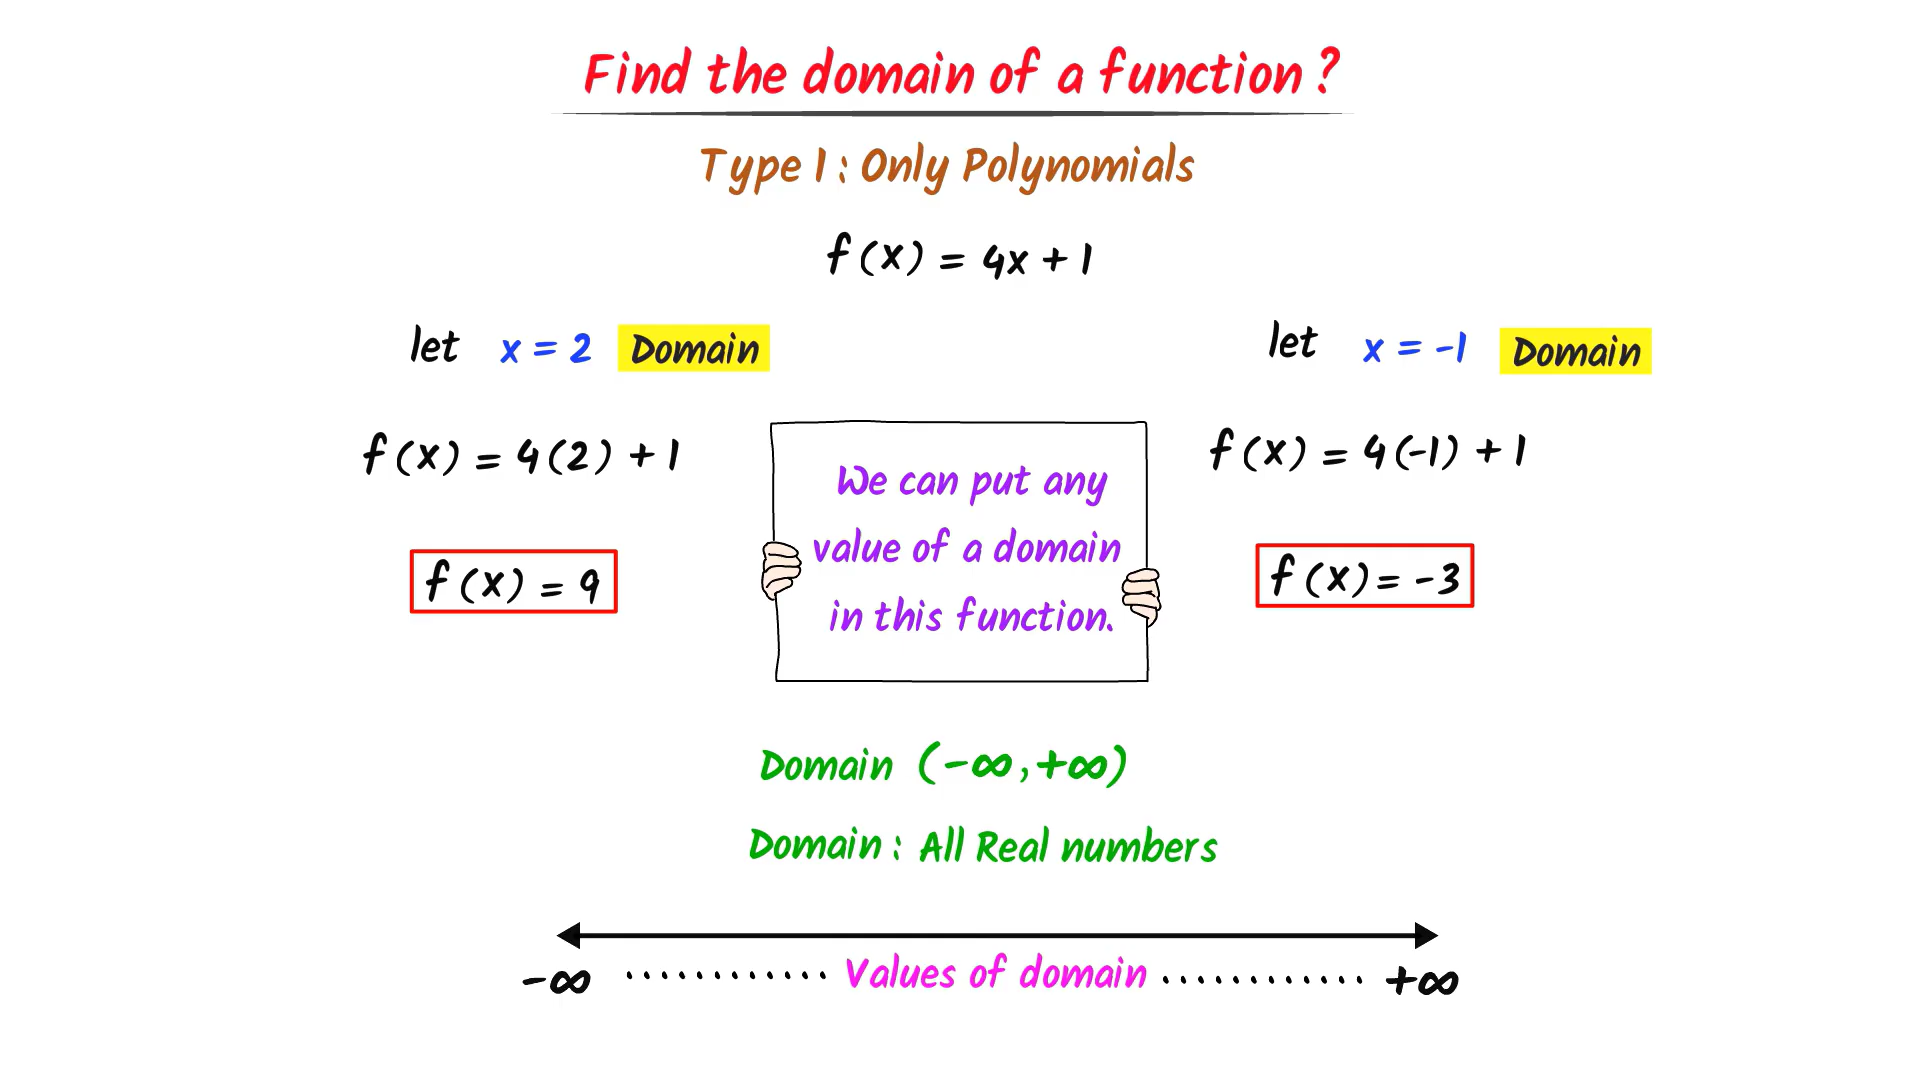 Find the domain of a function ?
Type 1 : Only Polynomials
f(x) = 4x + 1
let x = 2 Domain
f(x) = 4(2) + 1
f(x) = 9
let x = -1 Domain
f(x) = 4(-1) + 1
f(x) = -3
We can put any
value of a domain
in this function.
Domain (-∞,+∞)
Domain : All Real numbers
-∞ ............ Values of domain ............ +∞